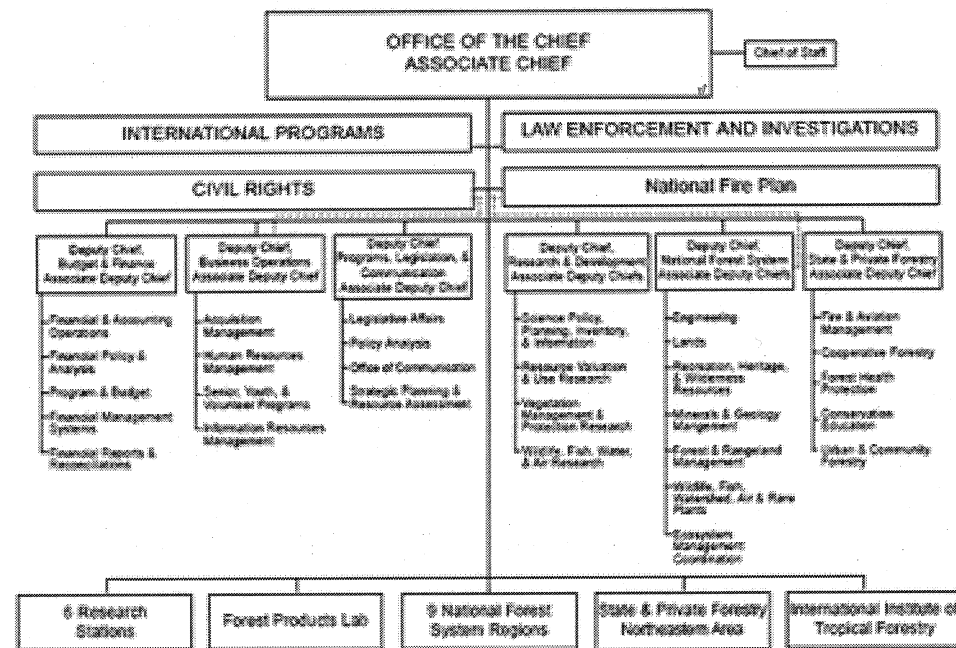 OFFICE OF THE CHIEF
ASSOCIATE CHIEF
Chief of Staff
INTERNATIONAL PROGRAMS
LAW ENFORCEMENT AND INVESTIGATIONS
CIVIL RIGHTS
National Fire Plan
Deputy Chief,
Budget & Finance
Associate Deputy Chief
Financial & Accounting
Operations
Financial Policy &
Analysis
Program & Budget
Financial Management
Systems
Financial Reports &
Reconciliations
Deputy Chief,
Business Operations
Associate Deputy Chief
Acquisition
Management
Human Resources
Management
Senior, Youth, &
Volunteer Programs
Information Resources
Management
Deputy Chief
Programs, Legislation, &
Communication
Associate Deputy Chief
Legislative Affairs
Policy Analysis
Office of Communication
Strategic Planning &
Resource Assessment
Deputy Chief,
Research & Development
Associate Deputy Chiefs
Science Policy,
Planning, Inventory,
& Information
Resource Valuation
& Use Research
Vegetation
Management &
Protection Research
Wildlife, Fish, Water,
& Air Research
Deputy Chief,
National Forest System
Associate Deputy Chiefs
Engineering
Lands
Recreation, Heritage,
& Wilderness
Resources
Minerals & Geology
Mangement
Forest & Rangeland
Management
Wildlife, Fish,
Watershed, Air & Rare
Plants
Ecosystem
Management
Coordination
Deputy Chief,
State & Private Forestry
Associate Deputy Chief
Fire & Aviation
Management
Cooperative Forestry
Forest Health
Protection
Conservation
Education
Urban & Community
Forestry
6 Research
Stations
Forest Products Lab
9 National Forest
System Regions
State & Private Forestry
Northeastern Area
International Institute of
Tropical Forestry